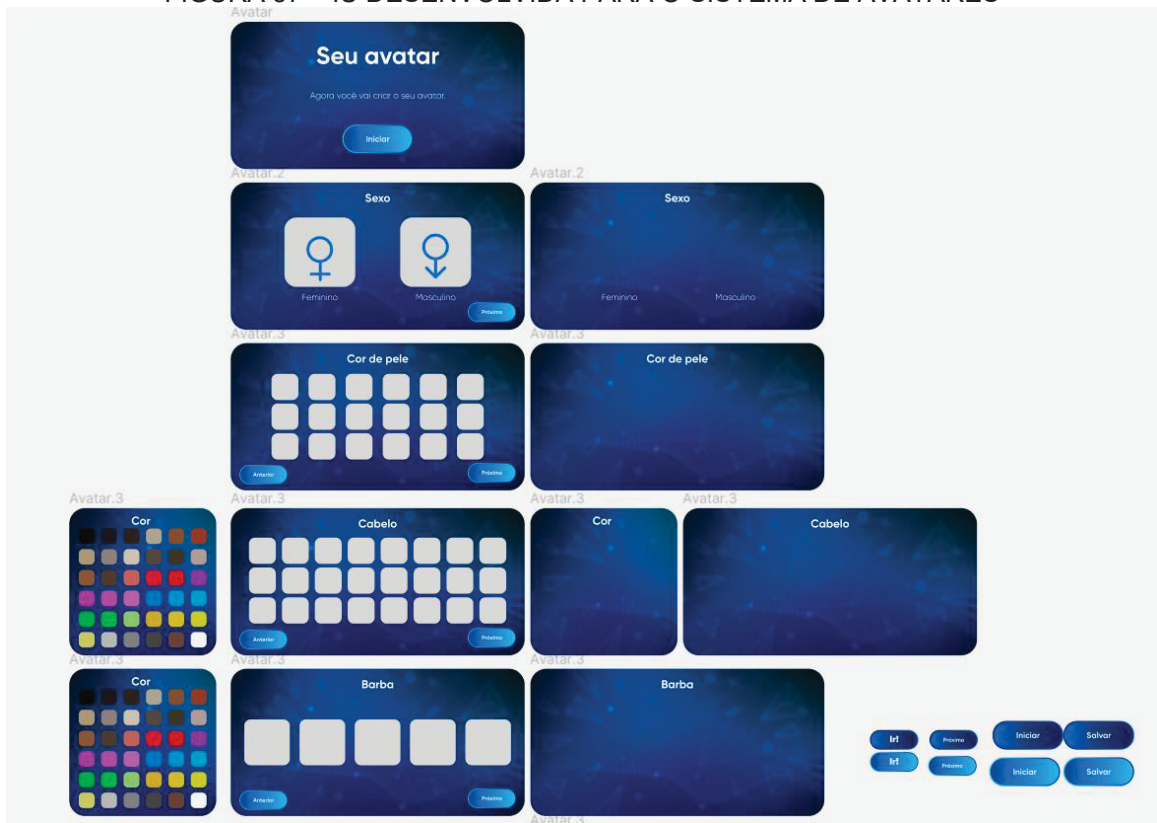 Avatar
Seu avatar
Agora você vai criar o seu avatar.
Iniciar
Avatar.2
Avatar.2
Sexo
Sexo
Feminino
Masculino
Próximo
Feminino
Masculino
Avatar.3
Avatar.3
Cor de pele
Cor de pele
Anterior
Próximo
Avatar.3
Avatar.3
Avatar.3
Avatar.3
Cor
Cabelo
Cor
Cabelo
Anterior
Próximo
Avatar.3
Avatar.3
Avatar.3
Cor
Barba
Barba
Anterior
Próximo
Ir!
Próximo
Iniciar
Salvar
Ir!
Próximo
Iniciar
Salvar
Avatar.3